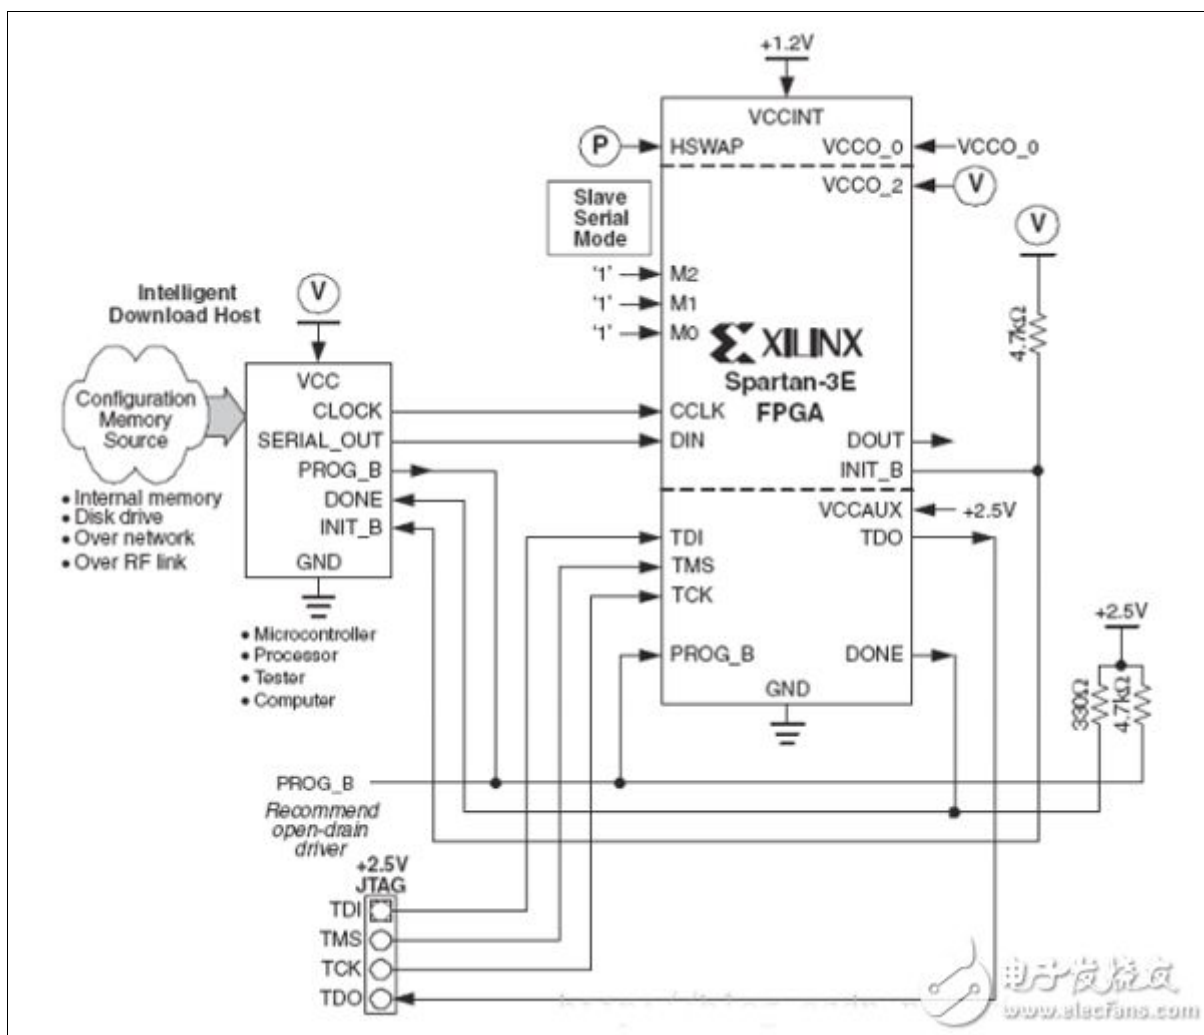 +1.2V
VCCINT
P
HSWAP
VCCO_0
VCCO_0
VCCO_2
V
Slave
Serial
Mode
V
'1'
M2
'1'
M1
'1'
M0
4.7kΩ
XILINX
Spartan-3E
FPGA
Intelligent
Download Host
V
Configuration
Memory
Source
VCC
CLOCK
SERIAL_OUT
PROG_B
DONE
INIT_B
GND
CCLK
DIN
DOUT
INIT_B
• Internal memory
• Disk drive
• Over network
• Over RF link
VCCAUX
+2.5V
TDI
TDO
TMS
TCK
PROG_B
DONE
GND
• Microcontroller
• Processor
• Tester
• Computer
+2.5V
330Ω
4.7kΩ
PROG_B
Recommend
open-drain
driver
+2.5V
JTAG
TDI
TMS
TCK
TDO
电子发烧友
www.elecfans.com